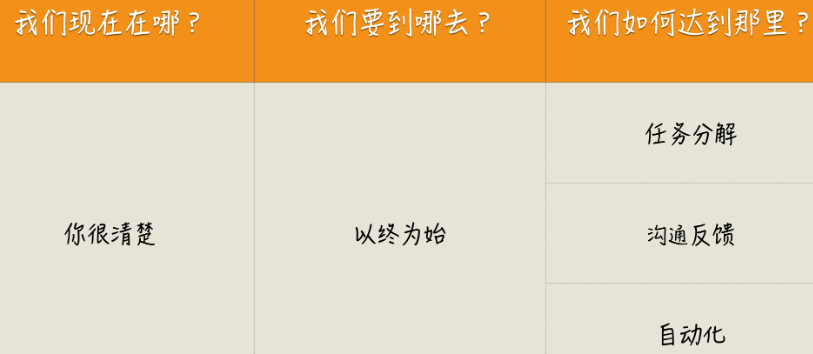 我们现在在哪？
我们要到哪去？
我们如何达到那里？
你很清楚
以终为始
任务分解
沟通反馈
自动化